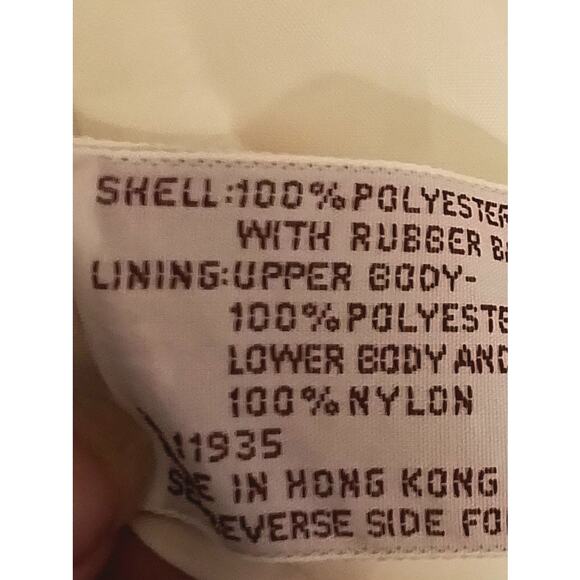 SHELL:100% POLYESTER
WITH RUBBER
LINING:UPPER BODY-
100% POLYESTE
LOWER BODY AND
100% NYLON
11935
IN HONG KONG
EVERSE SIDE FO